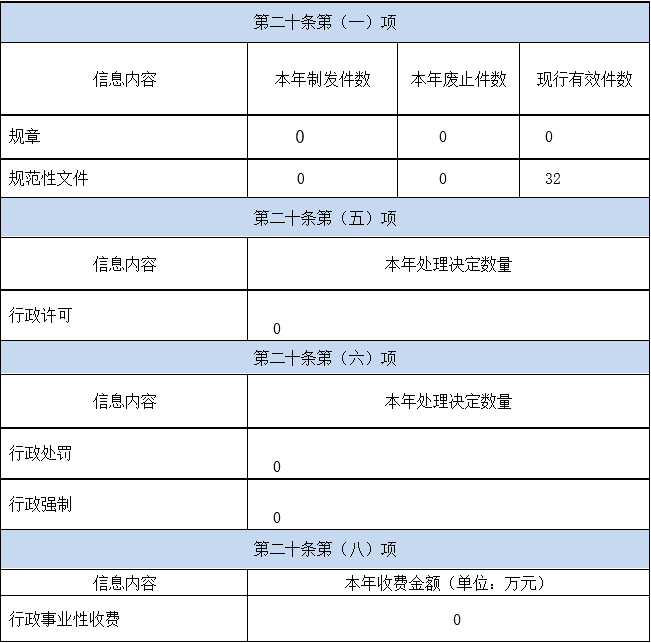 第二十条第（一）项
信息内容 本年制发件数 本年废止件数 现行有效件数
规章 0 0 0
规范性文件 0 0 32
第二十条第（五）项
信息内容 本年处理决定数量
行政许可 0
第二十条第（六）项
信息内容 本年处理决定数量
行政处罚 0
行政强制 0
第二十条第（八）项
信息内容 本年收费金额（单位：万元）
行政事业性收费 0